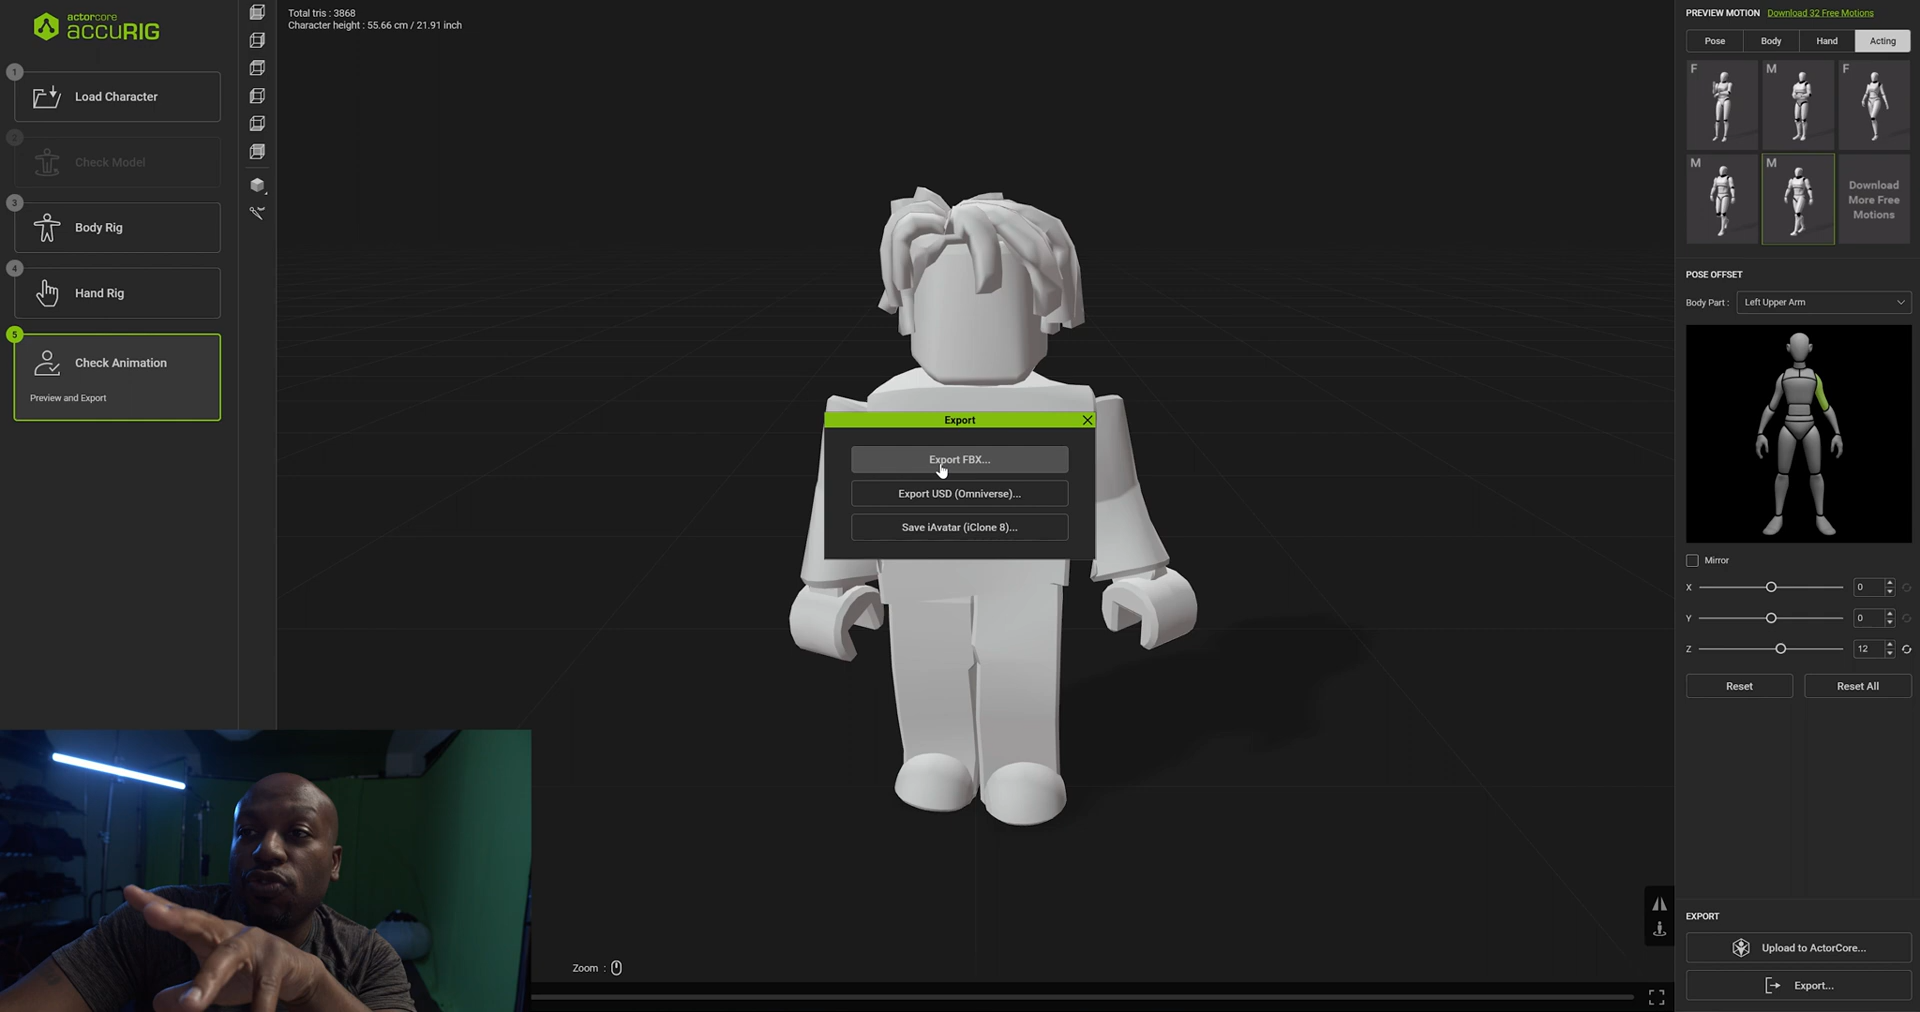 actorcore
accuRIG
1
Load Character
2
Check Model
3
Body Rig
4
Hand Rig
5
Check Animation
Preview and Export
Total tris : 3868
Character height : 55.66 cm / 21.91 inch
Export
Export FBX...
Export USD (Omniverse)...
Save iAvatar (iClone 8)...
Zoom :
PREVIEW MOTION Download 32 Free Motions
Pose Body Hand Acting
F M F
M M
Download
More Free
Motions
POSE OFFSET
Body Part : Left Upper Arm
Mirror
X 0
Y 0
Z 12
Reset Reset All
EXPORT
Upload to ActorCore...
Export...